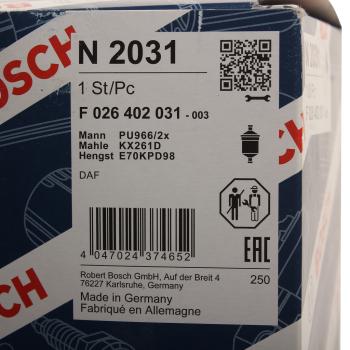 BOSCH
N 2031
1 St/Pc
F 026 402 031 - 003
Mann PU966/2x
Mahle KX261D
Hengst E70KPD98
DAF
4 047024 374652
EAC
Robert Bosch GmbH, Auf der Breit 4
76227 Karlsruhe, Germany
250
Made in Germany
Fabriqué en Allemagne